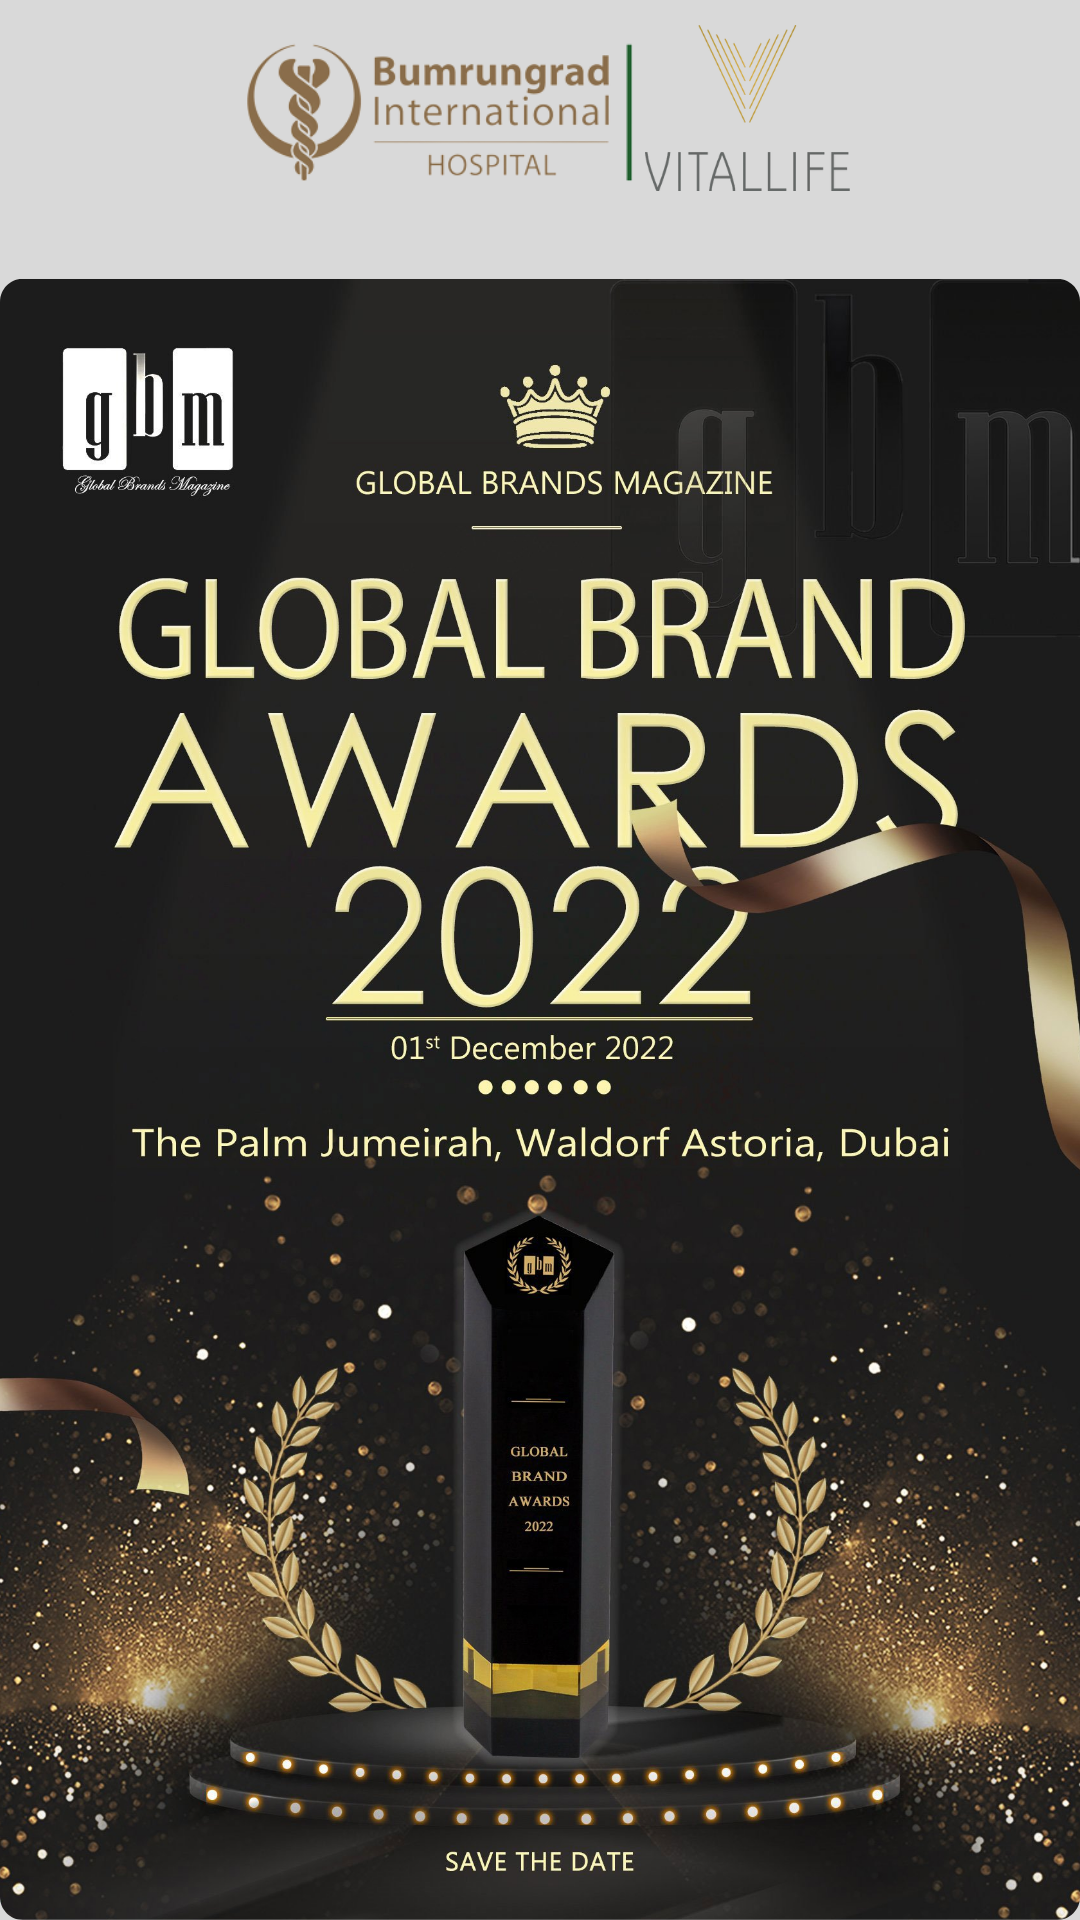 Bumrungrad
International
HOSPITAL
VITALLIFE
gbm
Global Brands Magazine
gbm
GLOBAL BRANDS MAGAZINE
GLOBAL BRAND
AWARDS
2022
01st December 2022
The Palm Jumeirah, Waldorf Astoria, Dubai
gbm
GLOBAL
BRAND
AWARDS
2022
SAVE THE DATE